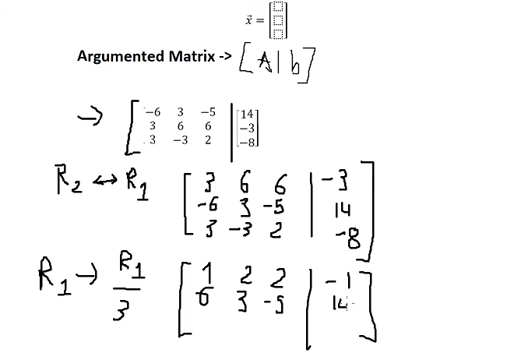 x⃗ =
Argumented Matrix -> [A|b]
→ [ −6 3 −5 | 14
3 6 6 | −3
3 −3 2 | −8
R₂ ↔ R₁ [ 3 6 6 | −3
−6 3 −5 | 14
3 −3 2 | −8 ]
R₁ → R₁/3 [ 1 2 2 | −1
6 3 −5 | 14 ]